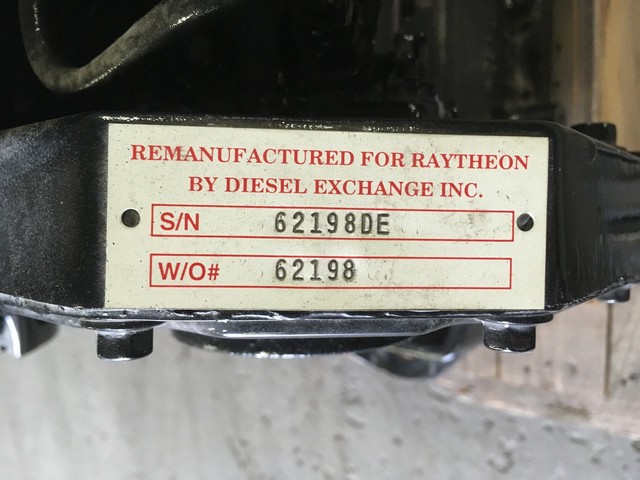 REMANUFACTURED FOR RAYTHEON
BY DIESEL EXCHANGE INC.
S/N 62198DE
W/O# 62198